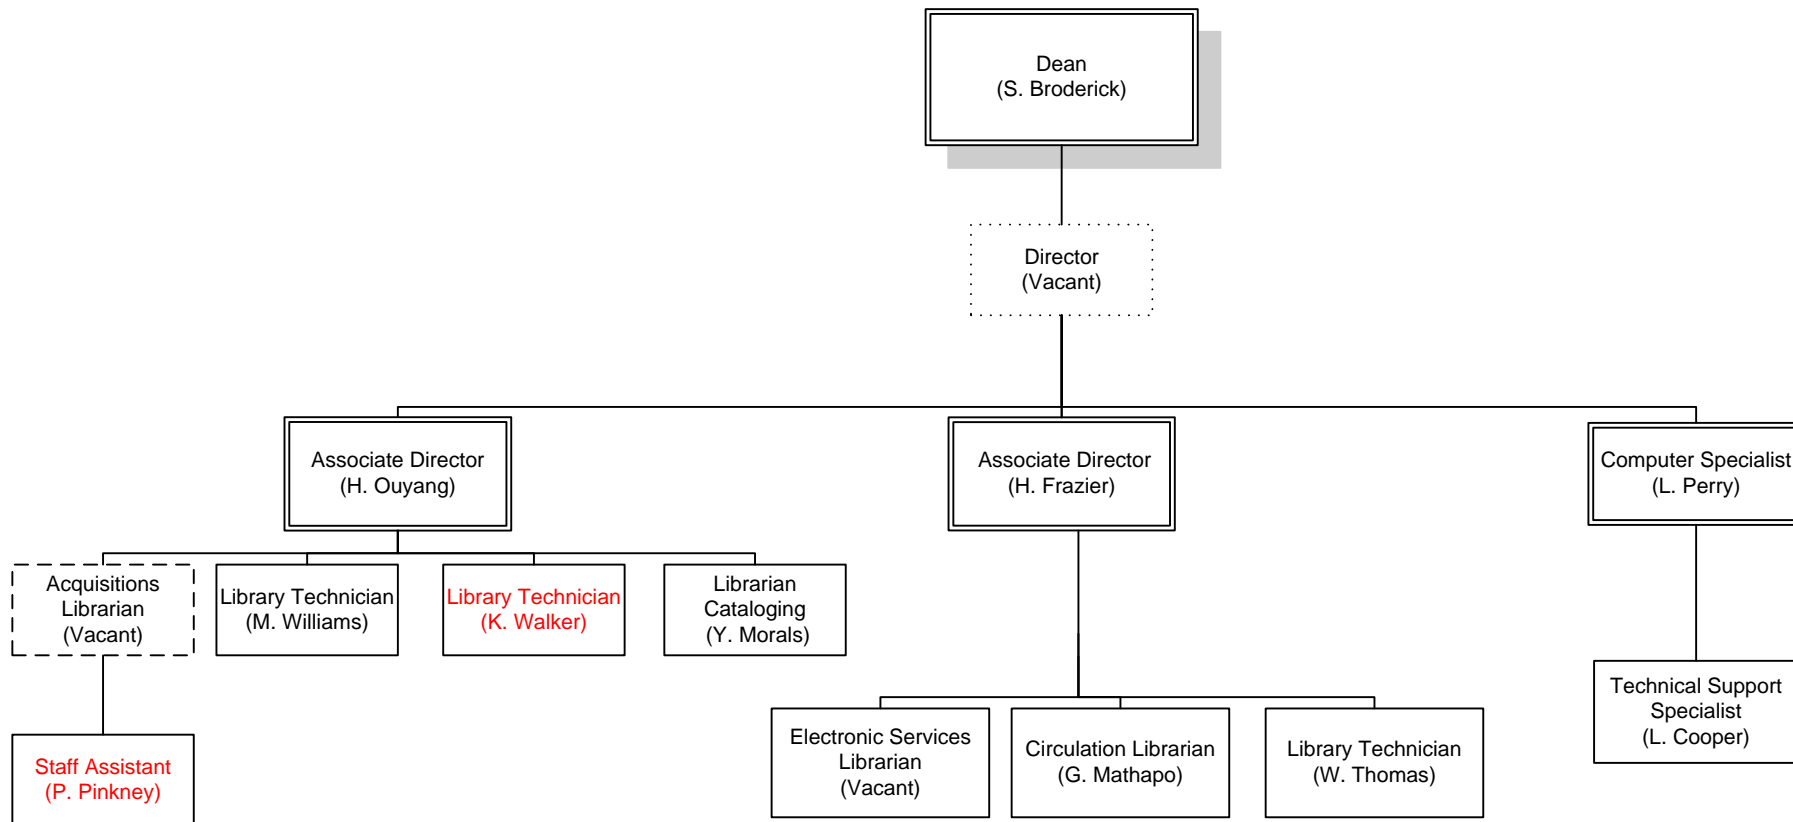 Dean
(S. Broderick)
Director
(Vacant)
Associate Director
(H. Ouyang)
Associate Director
(H. Frazier)
Computer Specialist
(L. Perry)
Acquisitions
Librarian
(Vacant)
Library Technician
(M. Williams)
Library Technician
(K. Walker)
Librarian
Cataloging
(Y. Morals)
Staff Assistant
(P. Pinkney)
Electronic Services
Librarian
(Vacant)
Circulation Librarian
(G. Mathapo)
Library Technician
(W. Thomas)
Technical Support
Specialist
(L. Cooper)